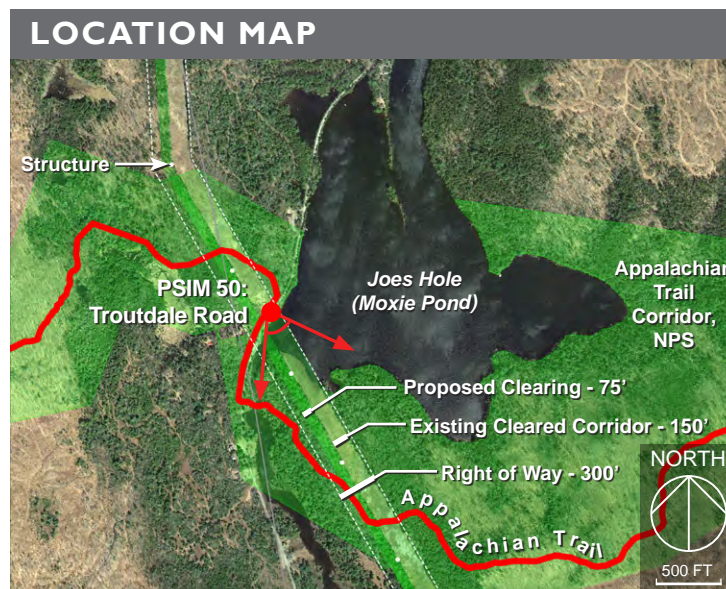 LOCATION MAP
Structure
PSIM 50:
Troutdale Road
Joes Hole
(Moxie Pond)
Appalachian
Trail
Corridor,
NPS
Proposed Clearing - 75’
Existing Cleared Corridor - 150’
Right of Way - 300’
Appalachian Trail
NORTH
500 FT